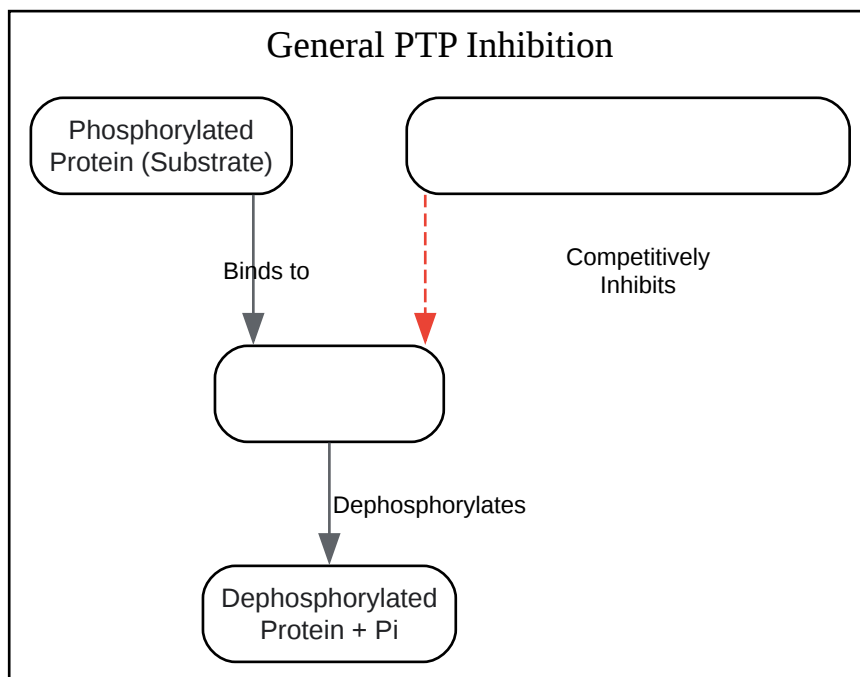 General PTP Inhibition
Phosphorylated
Protein (Substrate)
Binds to
Competitively
Inhibits
Dephosphorylates
Dephosphorylated
Protein + Pi